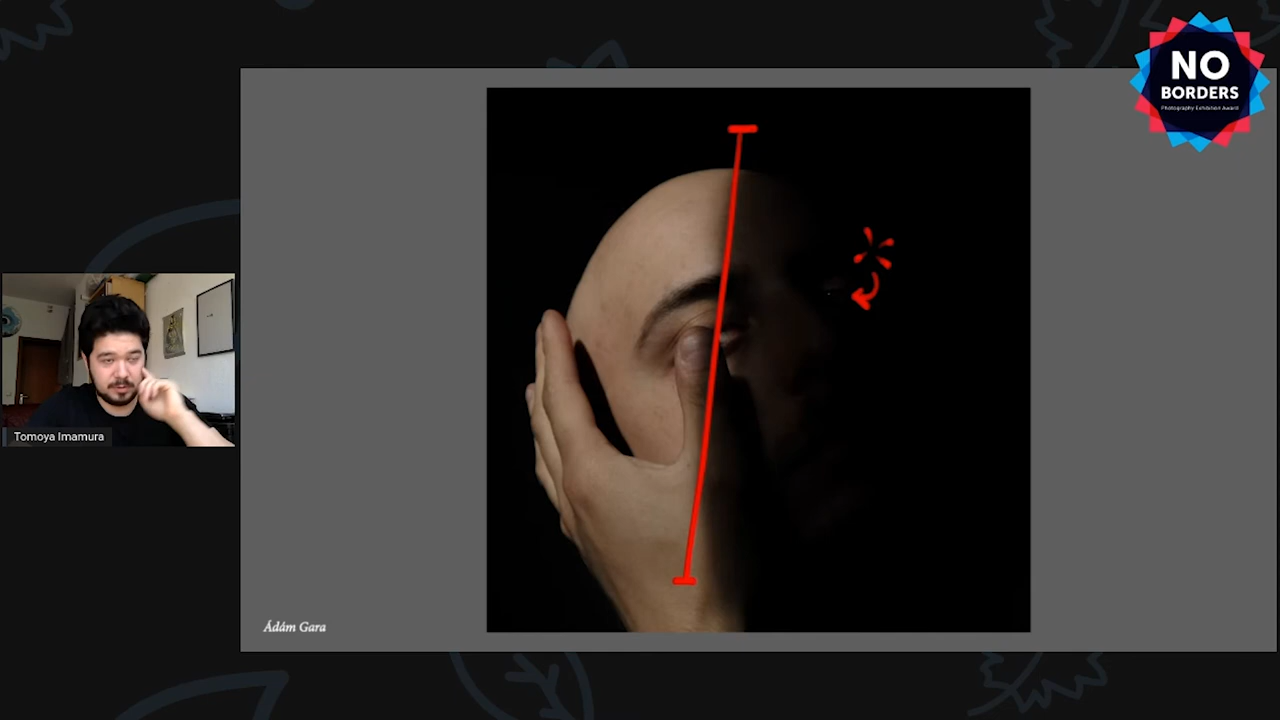 NO
BORDERS
Photography Exhibition Award
Tomoya Imamura
Ádám Gara